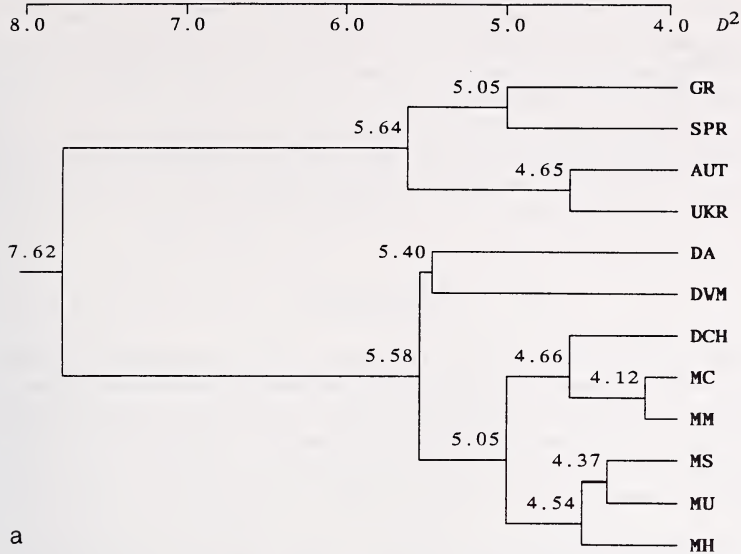 8.0 7.0 6.0 5.0 4.0 D²
5.05 GR
5.64 SPR
4.65 AUT
UKR
7.62
5.40 DA
DWM
5.58 4.66 DCH
4.12 MC
MM
5.05
4.37 MS
4.54 MU
a MH